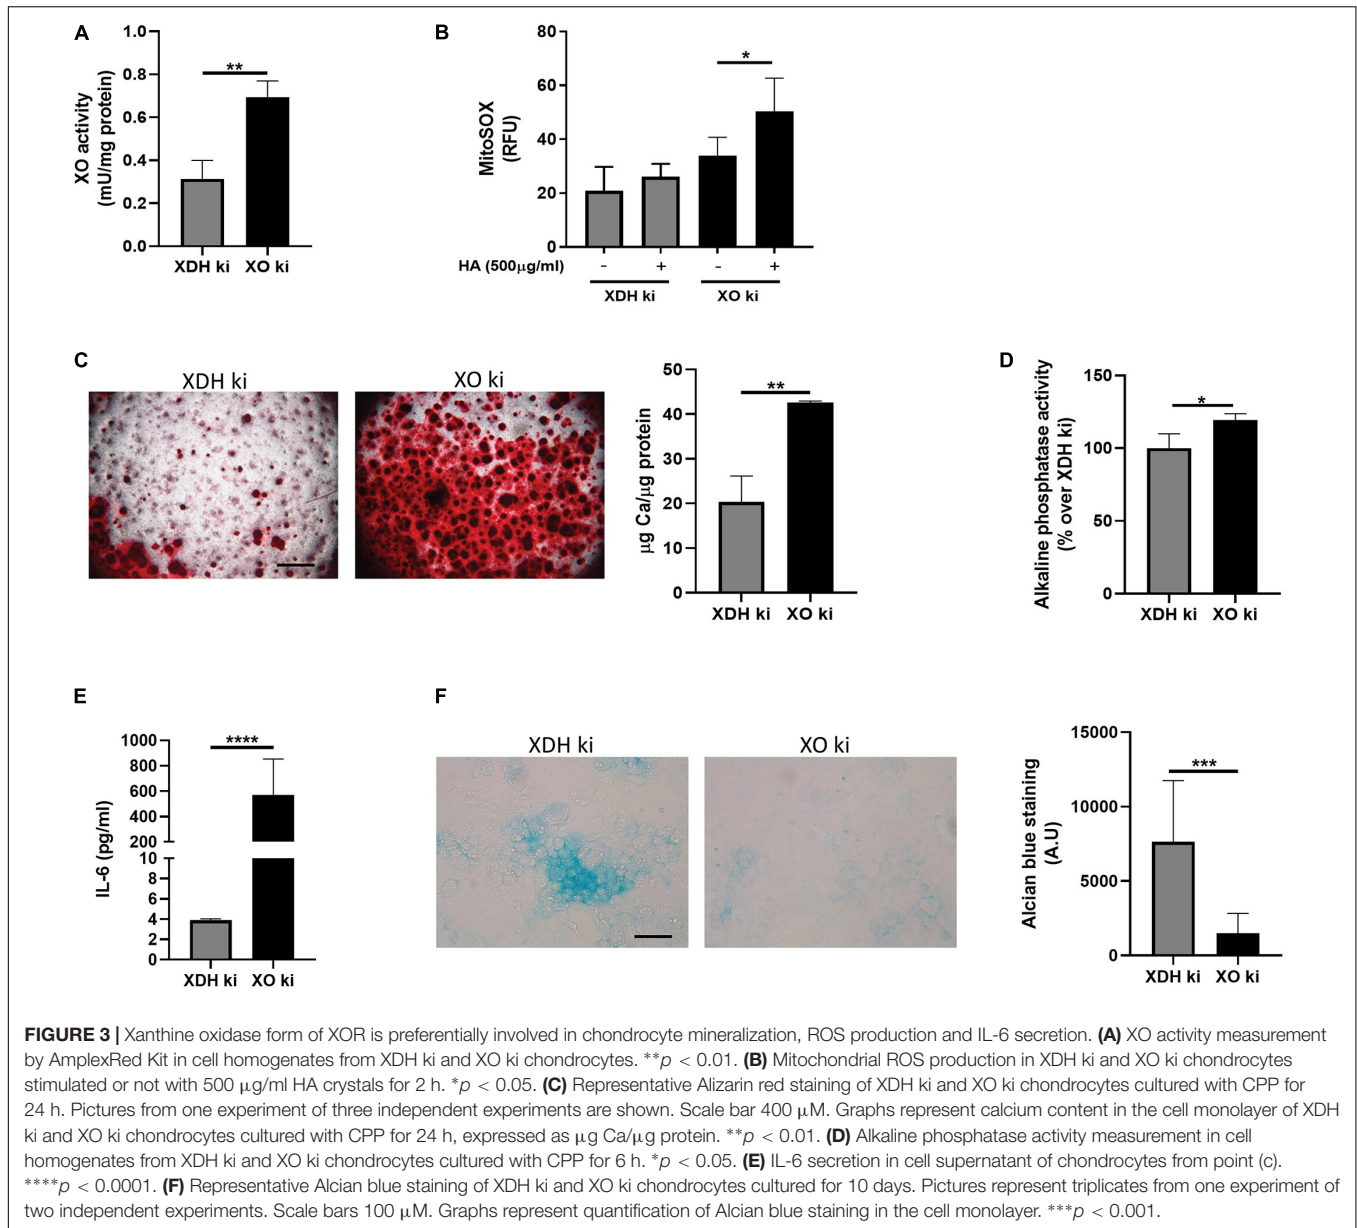 A
XO activity
(mU/mg protein)
1.0
0.8
0.6
0.4
0.2
0.0
**
XDH ki XO ki
B
MitoSOX
(RFU)
80
60
40
20
0
*
HA (500μg/ml) - + - +
XDH ki XO ki
C
XDH ki XO ki
μg Ca/μg protein
50
40
30
20
10
0
**
XDH ki XO ki
D
Alkaline phosphatase activity
(% over XDH ki)
150
100
50
0
*
XDH ki XO ki
E
IL-6 (pg/ml)
1000
800
600
400
200
10
8
6
4
2
0
****
XDH ki XO ki
F
XDH ki XO ki
Alcian blue staining
(A.U)
15000
10000
5000
0
***
XDH ki XO ki
FIGURE 3 | Xanthine oxidase form of XOR is preferentially involved in chondrocyte mineralization, ROS production and IL-6 secretion. (A) XO activity measurement
by AmplexRed Kit in cell homogenates from XDH ki and XO ki chondrocytes. **p < 0.01. (B) Mitochondrial ROS production in XDH ki and XO ki chondrocytes
stimulated or not with 500 μg/ml HA crystals for 2 h. *p < 0.05. (C) Representative Alizarin red staining of XDH ki and XO ki chondrocytes cultured with CPP for
24 h. Pictures from one experiment of three independent experiments are shown. Scale bar 400 μM. Graphs represent calcium content in the cell monolayer of XDH
ki and XO ki chondrocytes cultured with CPP for 24 h, expressed as μg Ca/μg protein. **p < 0.01. (D) Alkaline phosphatase activity measurement in cell
homogenates from XDH ki and XO ki chondrocytes cultured with CPP for 6 h. *p < 0.05. (E) IL-6 secretion in cell supernatant of chondrocytes from point (c).
****p < 0.0001. (F) Representative Alcian blue staining of XDH ki and XO ki chondrocytes cultured for 10 days. Pictures represent triplicates from one experiment of
two independent experiments. Scale bars 100 μM. Graphs represent quantification of Alcian blue staining in the cell monolayer. ***p < 0.001.